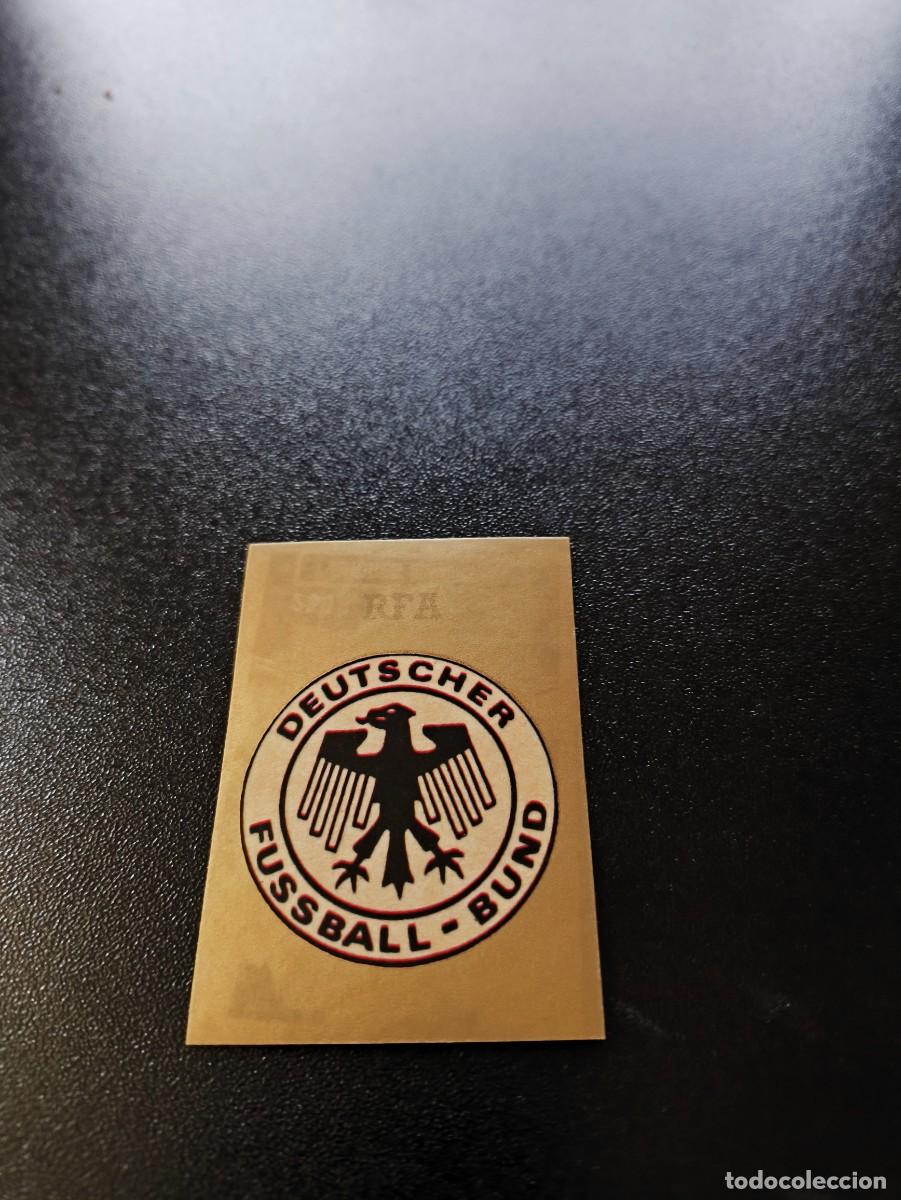 RFA
DEUTSCHER
FUSSBALL-BUND
todocoleccion